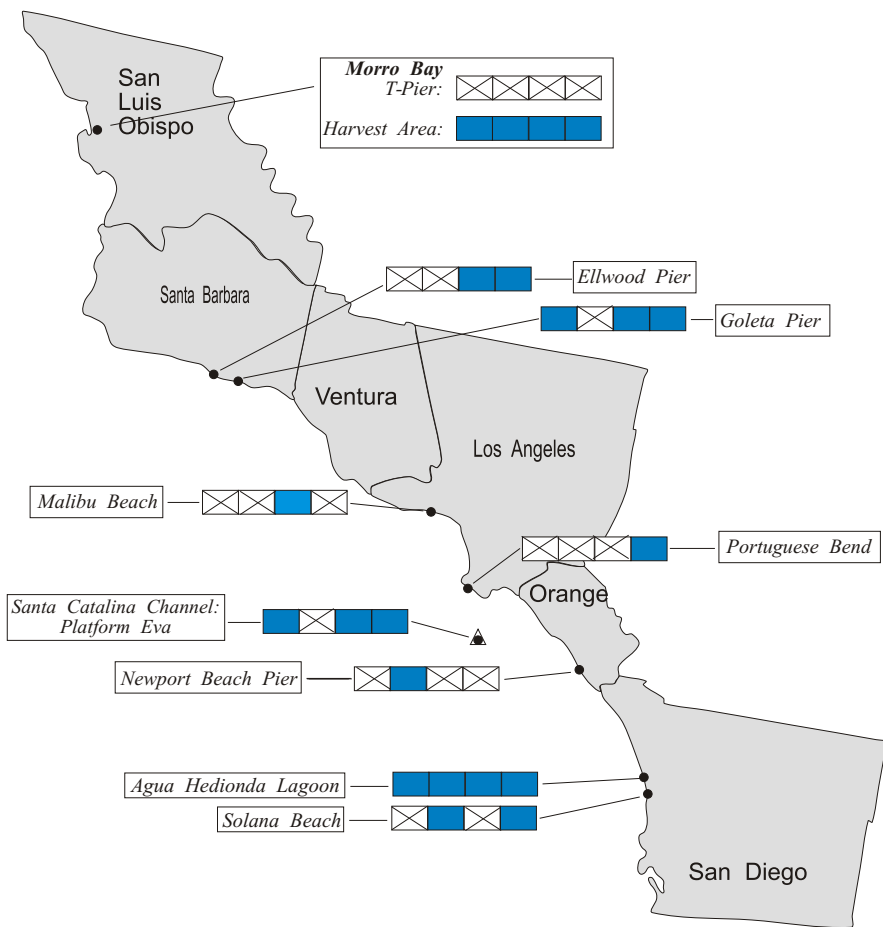 San
Luis
Obispo
Morro Bay
T-Pier:
Harvest Area:
Ellwood Pier
Santa Barbara
Goleta Pier
Ventura
Los Angeles
Malibu Beach
Portuguese Bend
Orange
Santa Catalina Channel:
Platform Eva
Newport Beach Pier
Agua Hedionda Lagoon
Solana Beach
San Diego